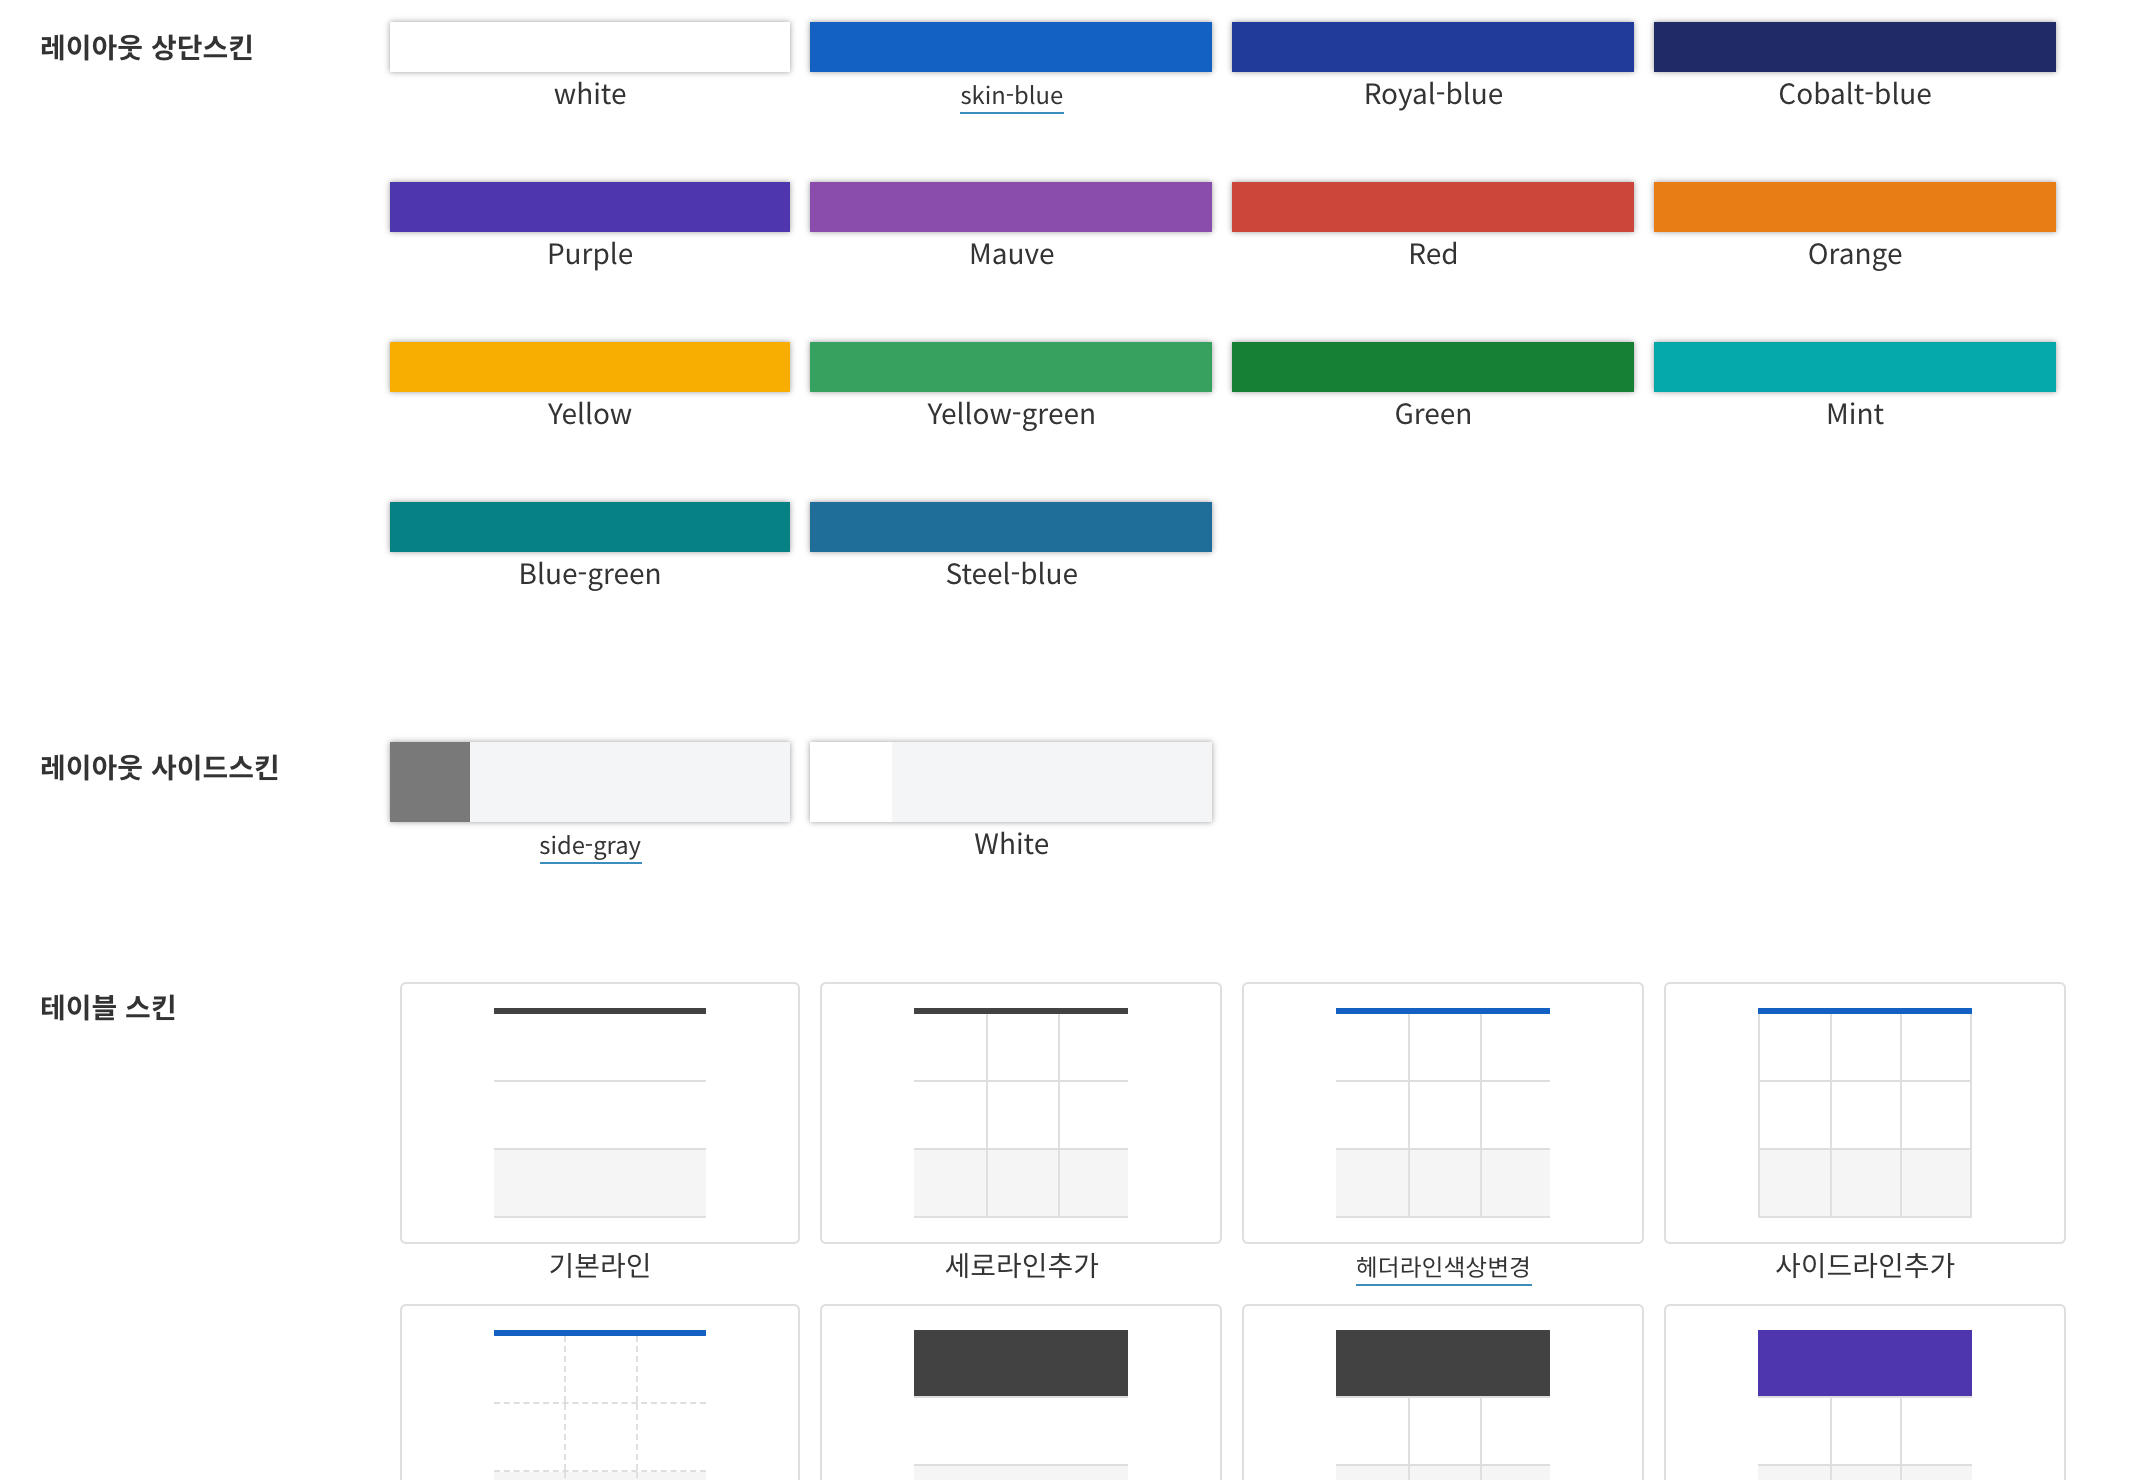 레이아웃 상단스킨
white
skin-blue
Royal-blue
Cobalt-blue
Purple
Mauve
Red
Orange
Yellow
Yellow-green
Green
Mint
Blue-green
Steel-blue
레이아웃 사이드스킨
side-gray
White
테이블 스킨
기본라인
세로라인추가
헤더라인색상변경
사이드라인추가